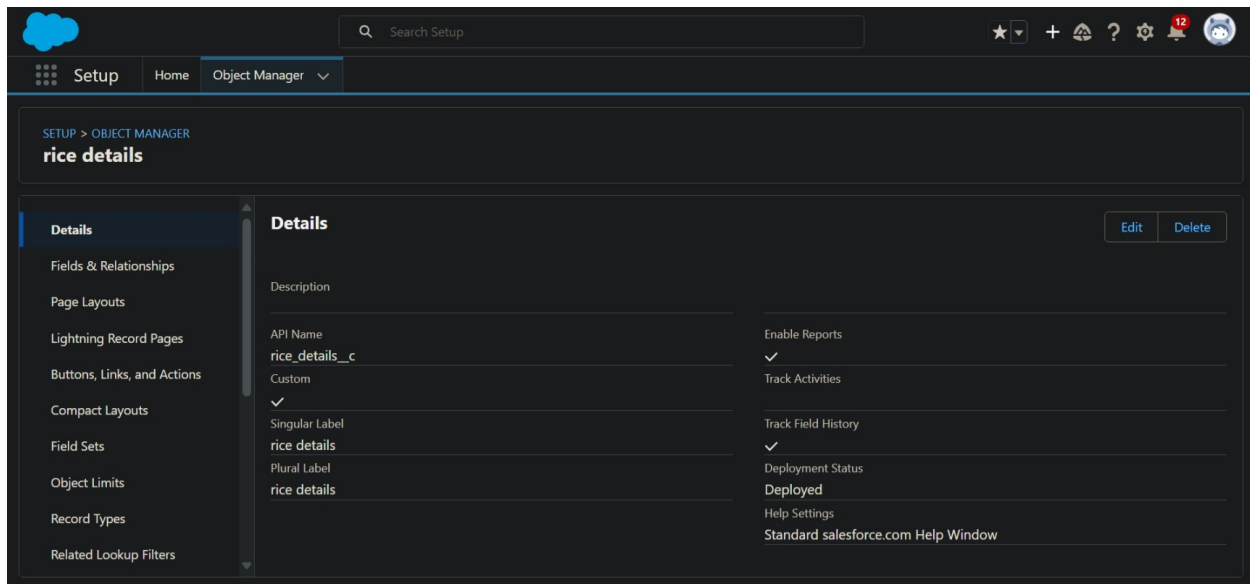 Search Setup
12
Setup
Home
Object Manager
SETUP > OBJECT MANAGER
rice details
Details
Fields & Relationships
Page Layouts
Lightning Record Pages
Buttons, Links, and Actions
Compact Layouts
Field Sets
Object Limits
Record Types
Related Lookup Filters
Details
Edit
Delete
Description
API Name
rice_details__c
Custom
Singular Label
rice details
Plural Label
rice details
Enable Reports
Track Activities
Track Field History
Deployment Status
Deployed
Help Settings
Standard salesforce.com Help Window